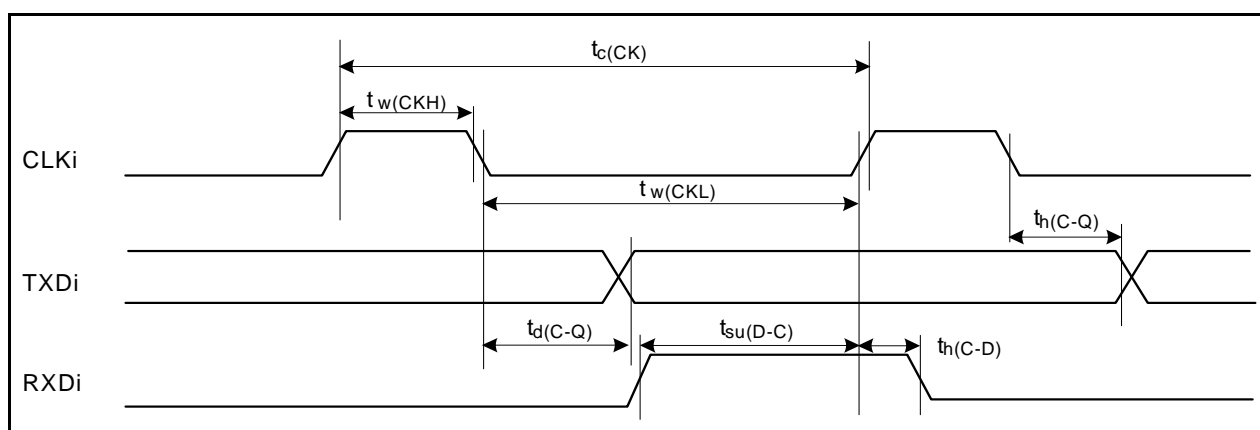 tc(CK)
tw(CKH)
CLKi
tw(CKL)
th(C-Q)
TXDi
td(C-Q)
tsu(D-C)
th(C-D)
RXDi